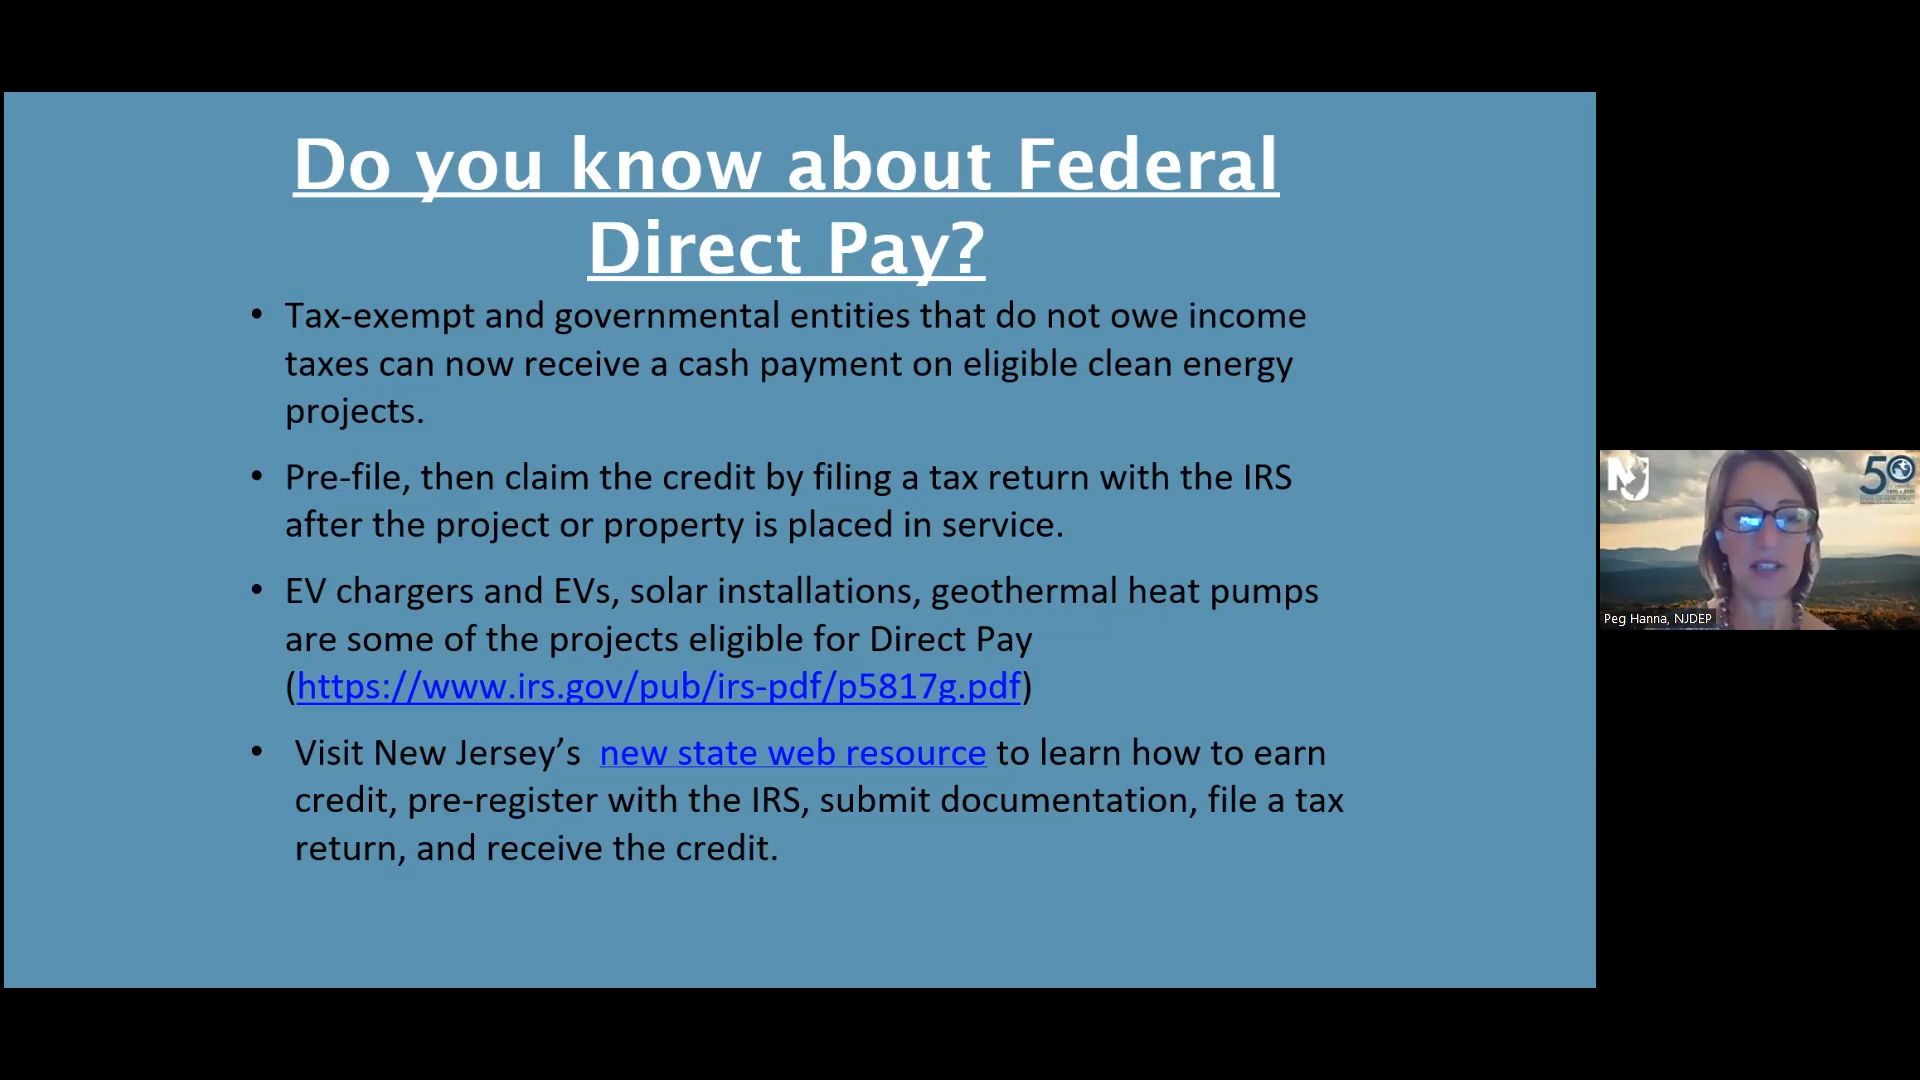 Do you know about Federal
Direct Pay?
• Tax-exempt and governmental entities that do not owe income
taxes can now receive a cash payment on eligible clean energy
projects.
• Pre-file, then claim the credit by filing a tax return with the IRS
after the project or property is placed in service.
• EV chargers and EVs, solar installations, geothermal heat pumps
are some of the projects eligible for Direct Pay
(https://www.irs.gov/pub/irs-pdf/p5817g.pdf)
• Visit New Jersey’s  new state web resource to learn how to earn
credit, pre-register with the IRS, submit documentation, file a tax
return, and receive the credit.
NJ
50
Peg Hanna, NJDEP